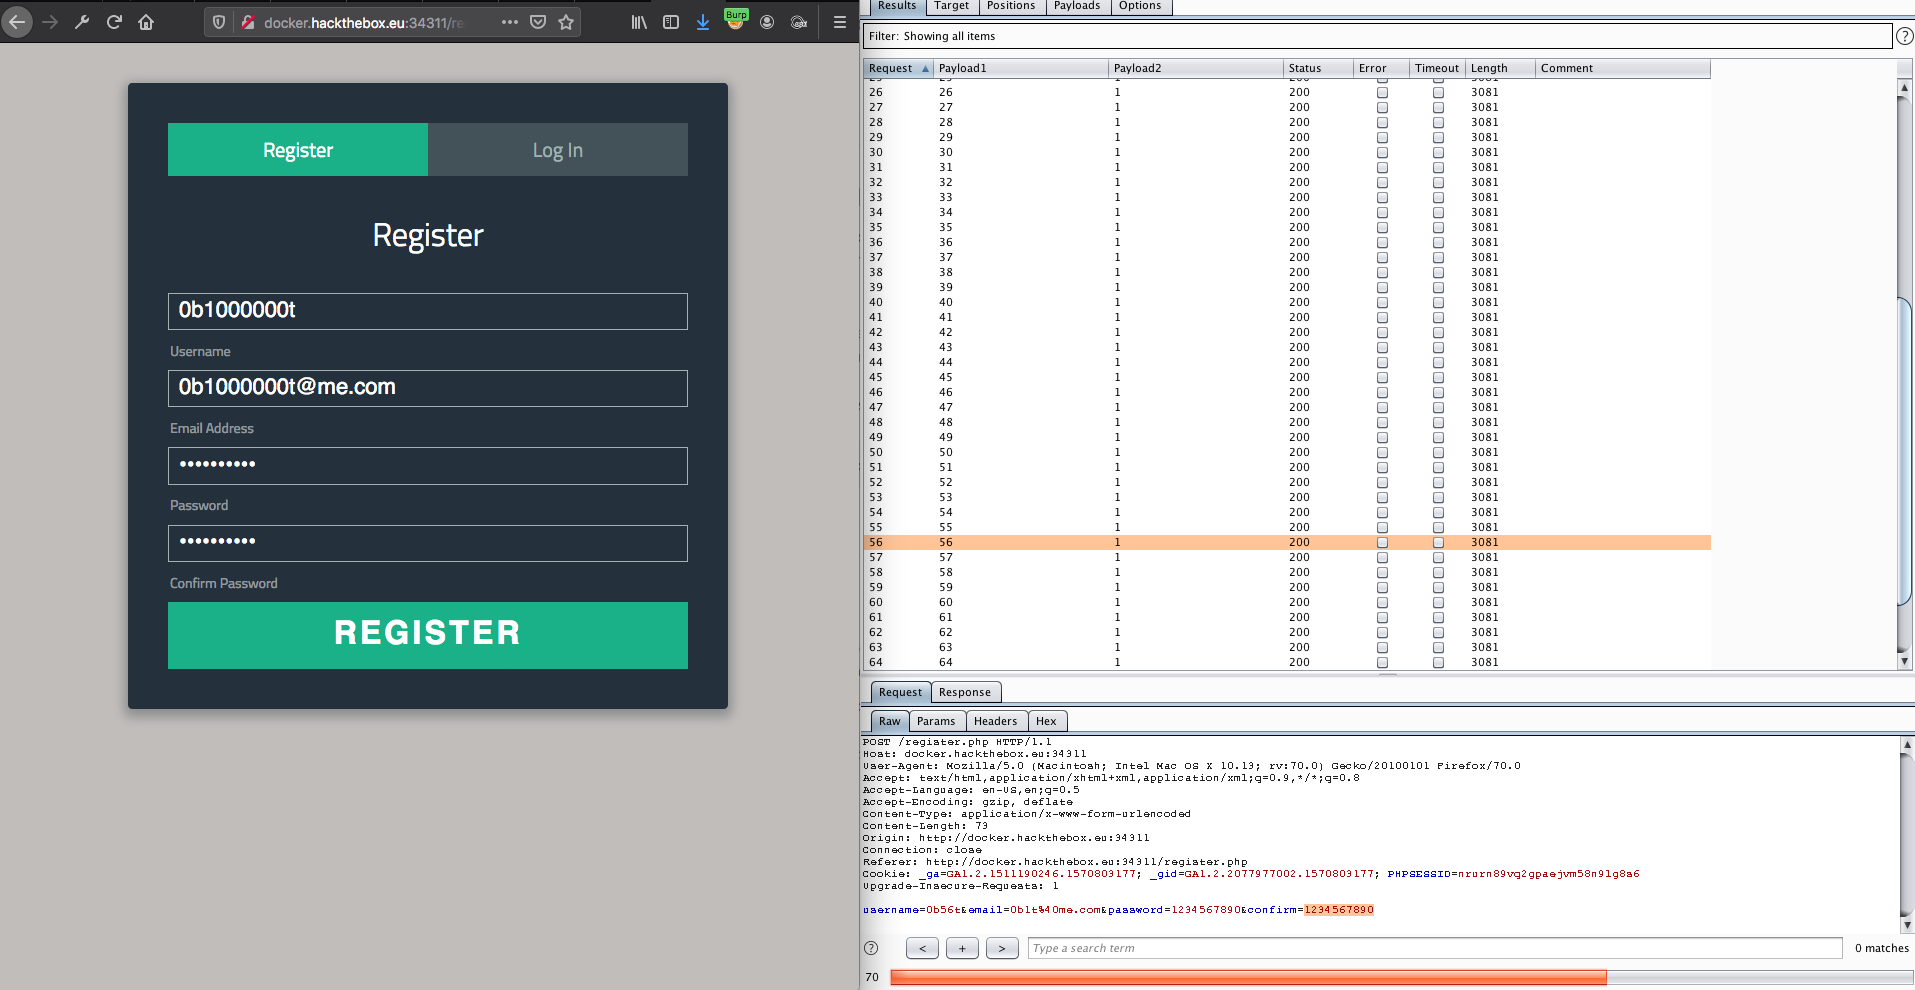 docker.hackthebox.eu:34311/re
Burp
Register
Log In
Register
0b1000000t
Username
0b1000000t@me.com
Email Address
••••••••••
Password
••••••••••
Confirm Password
REGISTER
Results Target Positions Payloads Options
Filter: Showing all items
Request Payload1 Payload2 Status Error Timeout Length Comment
26 26 1 200 3081
27 27 1 200 3081
28 28 1 200 3081
29 29 1 200 3081
30 30 1 200 3081
31 31 1 200 3081
32 32 1 200 3081
33 33 1 200 3081
34 34 1 200 3081
35 35 1 200 3081
36 36 1 200 3081
37 37 1 200 3081
38 38 1 200 3081
39 39 1 200 3081
40 40 1 200 3081
41 41 1 200 3081
42 42 1 200 3081
43 43 1 200 3081
44 44 1 200 3081
45 45 1 200 3081
46 46 1 200 3081
47 47 1 200 3081
48 48 1 200 3081
49 49 1 200 3081
50 50 1 200 3081
51 51 1 200 3081
52 52 1 200 3081
53 53 1 200 3081
54 54 1 200 3081
55 55 1 200 3081
56 56 1 200 3081
57 57 1 200 3081
58 58 1 200 3081
59 59 1 200 3081
60 60 1 200 3081
61 61 1 200 3081
62 62 1 200 3081
63 63 1 200 3081
64 64 1 200 3081
Request Response
Raw Params Headers Hex
POST /register.php HTTP/1.1
Host: docker.hackthebox.eu:34311
User-Agent: Mozilla/5.0 (Macintosh; Intel Mac OS X 10.13; rv:70.0) Gecko/20100101 Firefox/70.0
Accept: text/html,application/xhtml+xml,application/xml;q=0.9,*/*;q=0.8
Accept-Language: en-US,en;q=0.5
Accept-Encoding: gzip, deflate
Content-Type: application/x-www-form-urlencoded
Content-Length: 73
Origin: http://docker.hackthebox.eu:34311
Connection: close
Referer: http://docker.hackthebox.eu:34311/register.php
Cookie: _ga=GA1.2.1511190246.1570803177; _gid=GA1.2.2077977002.1570803177; PHPSESSID=nrurn89vq2gpaejvm58n9lg8a6
Upgrade-Insecure-Requests: 1
username=0b56t&email=0b1t%40me.com&password=1234567890&confirm=1234567890
? < + > Type a search term 0 matches
70